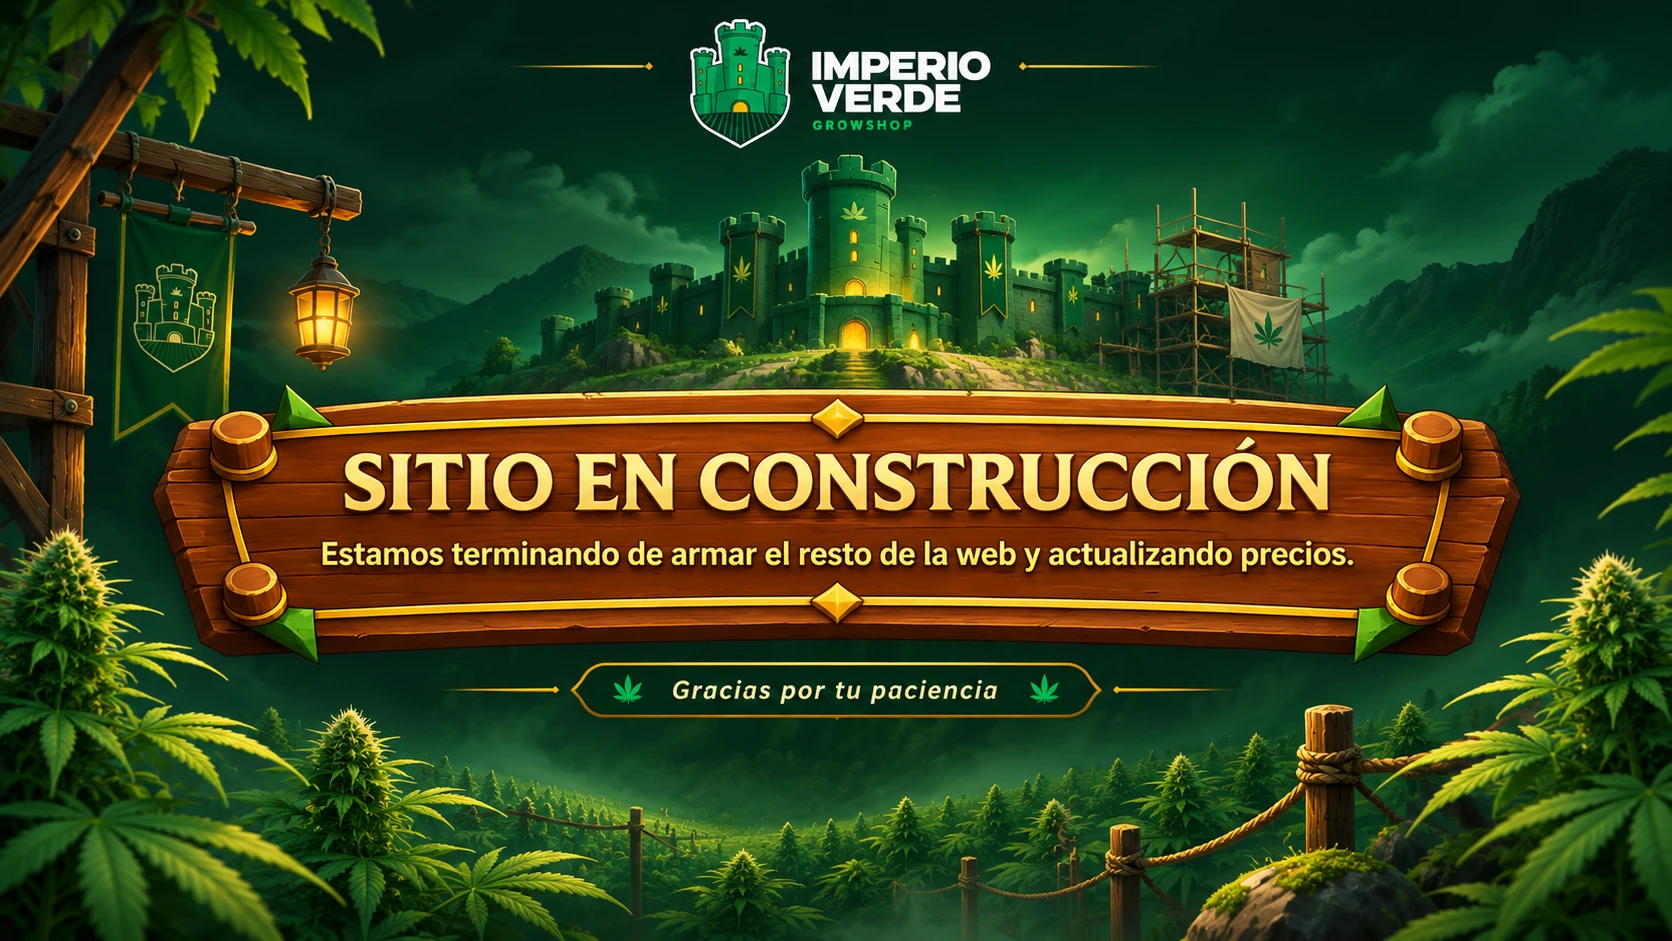 IMPERIO
VERDE
GROWSHOP
SITIO EN CONSTRUCCIÓN
Estamos terminando de armar el resto de la web y actualizando precios.
Gracias por tu paciencia